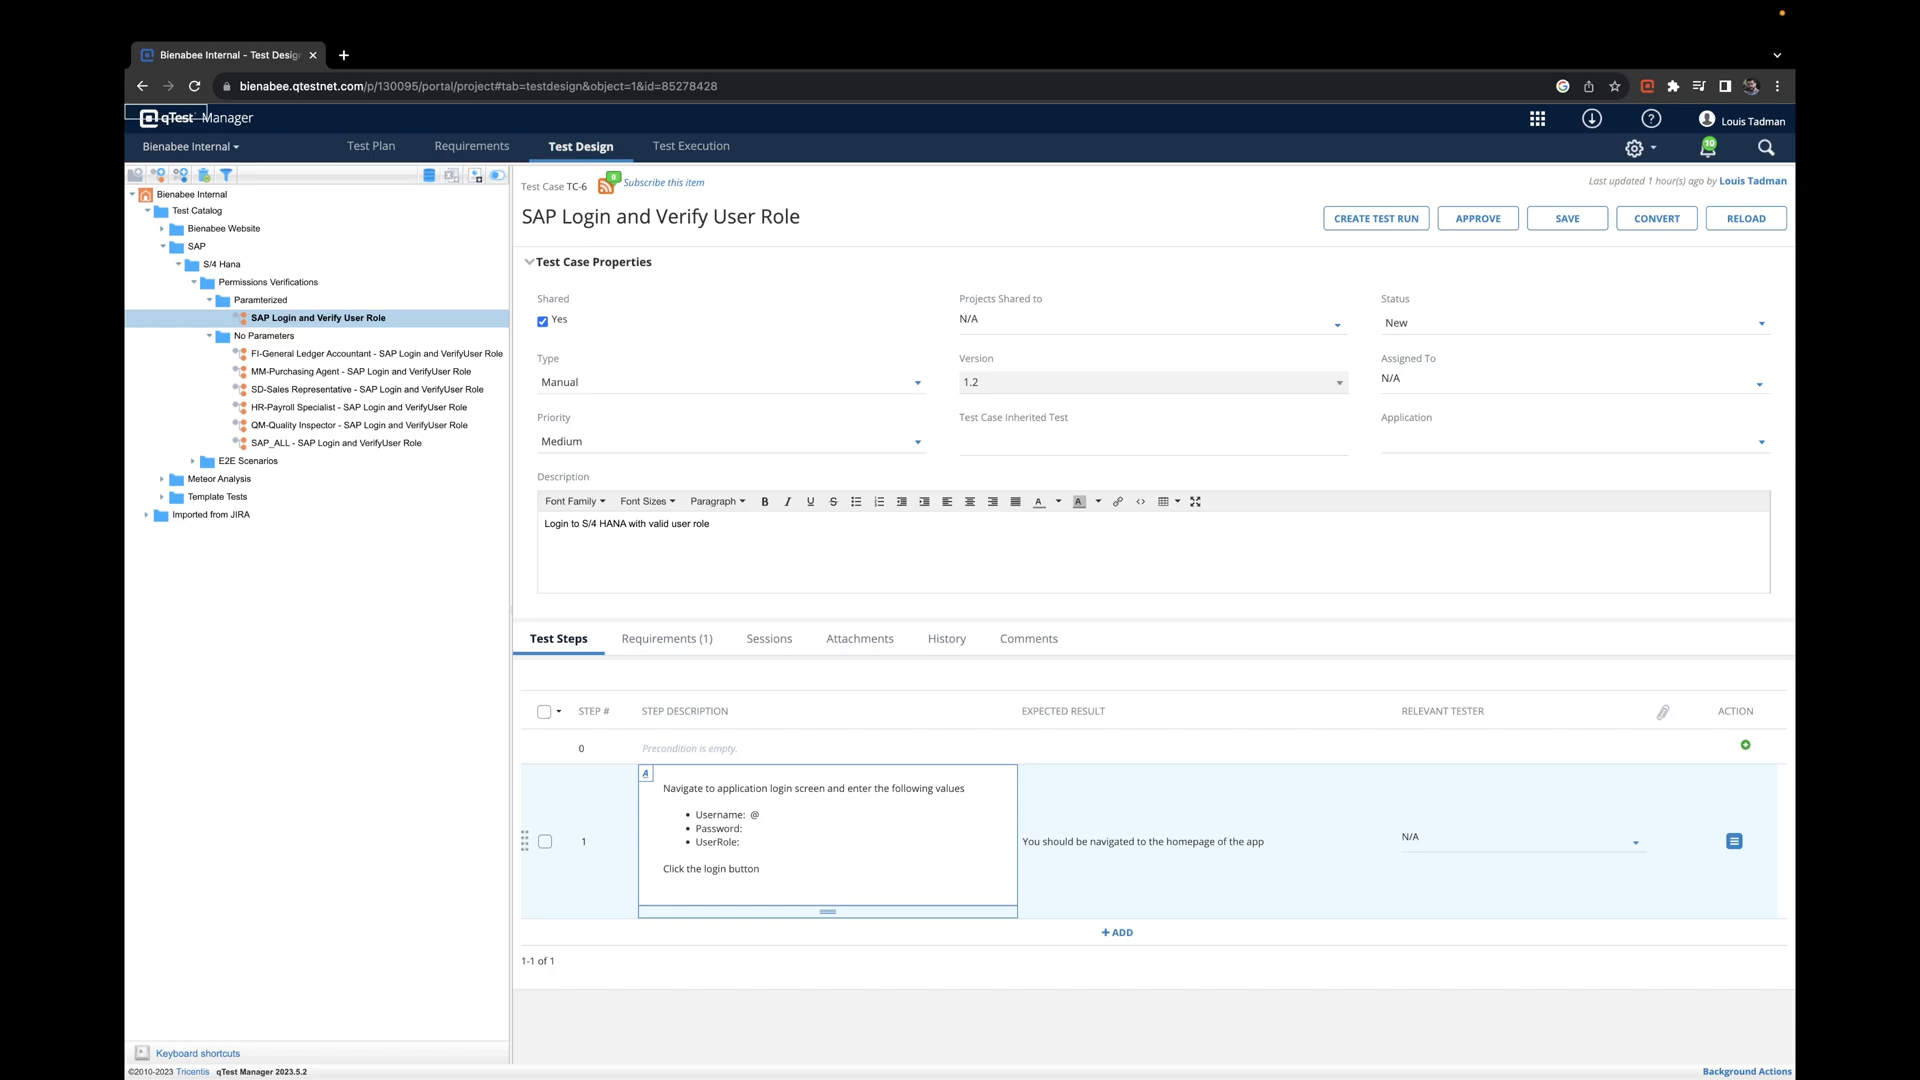 Bienabee Internal - Test Design
bienabee.qtestnet.com/p/130095/portal/project#tab=testdesign&object=1&id=85278428
qTest Manager
Louis Tadman
Bienabee Internal
Test Plan
Requirements
Test Design
Test Execution
10
Bienabee Internal
Test Catalog
Bienabee Website
SAP
S/4 Hana
Permissions Verifications
Paramterized
SAP Login and Verify User Role
No Parameters
FI-General Ledger Accountant - SAP Login and VerifyUser Role
MM-Purchasing Agent - SAP Login and VerifyUser Role
SD-Sales Representative - SAP Login and VerifyUser Role
HR-Payroll Specialist - SAP Login and VerifyUser Role
QM-Quality Inspector - SAP Login and VerifyUser Role
SAP_ALL - SAP Login and VerifyUser Role
E2E Scenarios
Meteor Analysis
Template Tests
Imported from JIRA
Keyboard shortcuts
©2010-2023 Tricentis qTest Manager 2023.5.2
Test Case TC-6
0
Subscribe this item
Last updated 1 hour(s) ago by Louis Tadman
SAP Login and Verify User Role
CREATE TEST RUN
APPROVE
SAVE
CONVERT
RELOAD
Test Case Properties
Shared
Yes
Projects Shared to
N/A
Status
New
Type
Manual
Version
1.2
Assigned To
N/A
Priority
Medium
Test Case Inherited Test
Application
Description
Font Family
Font Sizes
Paragraph
B
I
U
S
A
A
Login to S/4 HANA with valid user role
Test Steps
Requirements (1)
Sessions
Attachments
History
Comments
STEP #
STEP DESCRIPTION
EXPECTED RESULT
RELEVANT TESTER
ACTION
0
Precondition is empty.
A
1
Navigate to application login screen and enter the following values
• Username: @
• Password:
• UserRole:
Click the login button
You should be navigated to the homepage of the app
N/A
+ ADD
1-1 of 1
Background Actions